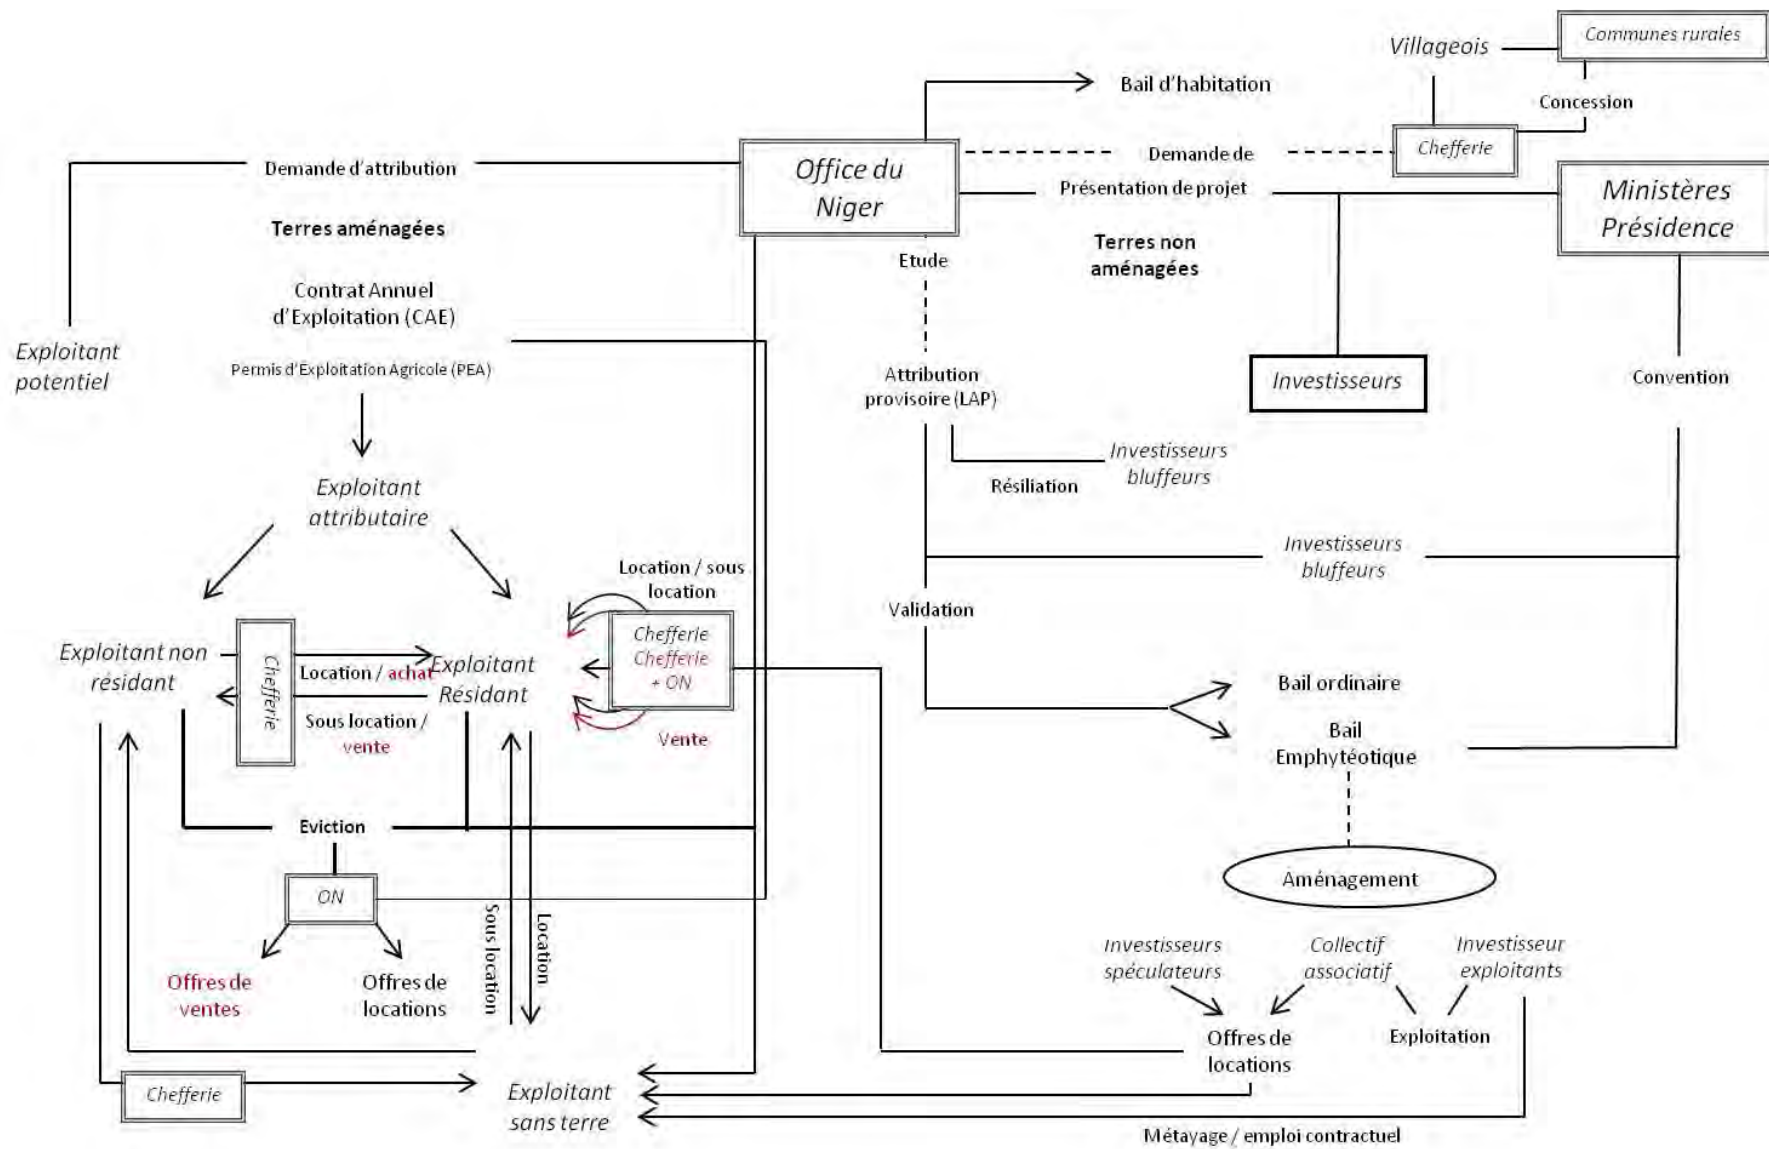 Villageois
Communes rurales
Bail d'habitation
Concession
Chefferie
Demande d'attribution
Office du
Niger
Demande de
Présentation de projet
Ministères
Présidence
Terres aménagées
Terres non
aménagées
Etude
Contrat Annuel
d'Exploitation (CAE)
Exploitant
potentiel
Permis d'Exploitation Agricole (PEA)
Attribution
provisoire (LAP)
Investisseurs
Convention
Investisseurs
bluffeurs
Résiliation
Exploitant
attributaire
Investisseurs
bluffeurs
Location / sous
location
Validation
Exploitant non
résidant
Chefferie
Location / achat
Exploitant
Résidant
Sous location /
vente
Chefferie
Chefferie
+ ON
Vente
Bail ordinaire
Bail
Emphytéotique
Eviction
ON
Aménagement
Sous location
Location
Offres de
ventes
Offres de
locations
Investisseurs
spéculateurs
Collectif
associatif
Investisseur
exploitants
Offres de
locations
Exploitation
Chefferie
Exploitant
sans terre
Métayage / emploi contractuel